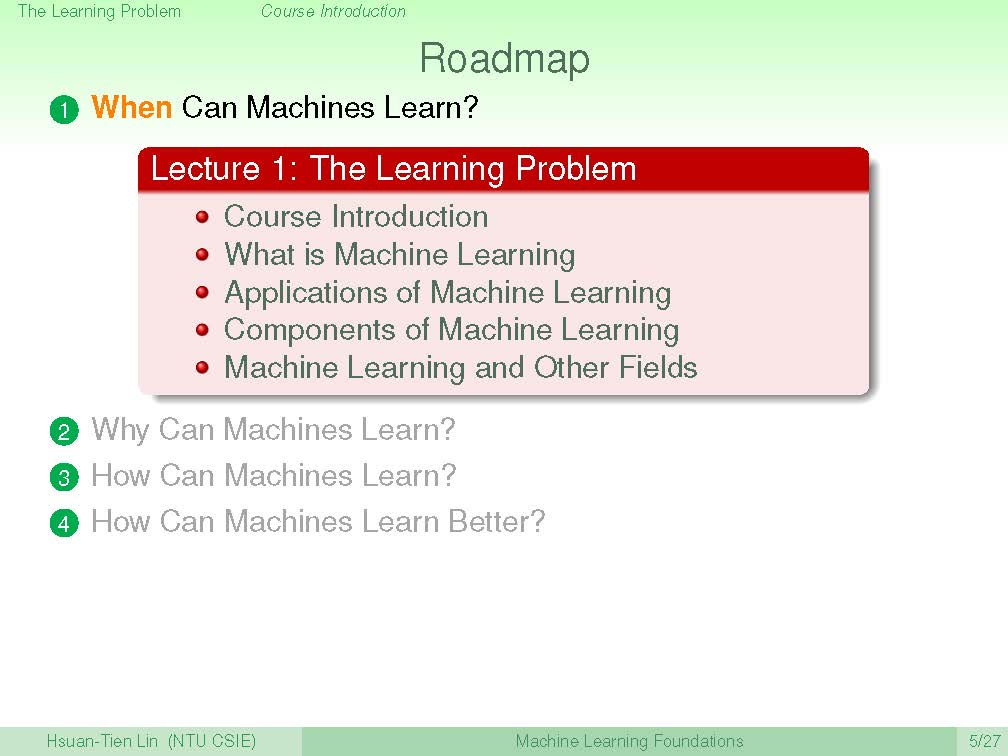 The Learning Problem Course Introduction
Roadmap
1 When Can Machines Learn?
Lecture 1: The Learning Problem
Course Introduction
What is Machine Learning
Applications of Machine Learning
Components of Machine Learning
Machine Learning and Other Fields
2 Why Can Machines Learn?
3 How Can Machines Learn?
4 How Can Machines Learn Better?
Hsuan-Tien Lin (NTU CSIE) Machine Learning Foundations 5/27